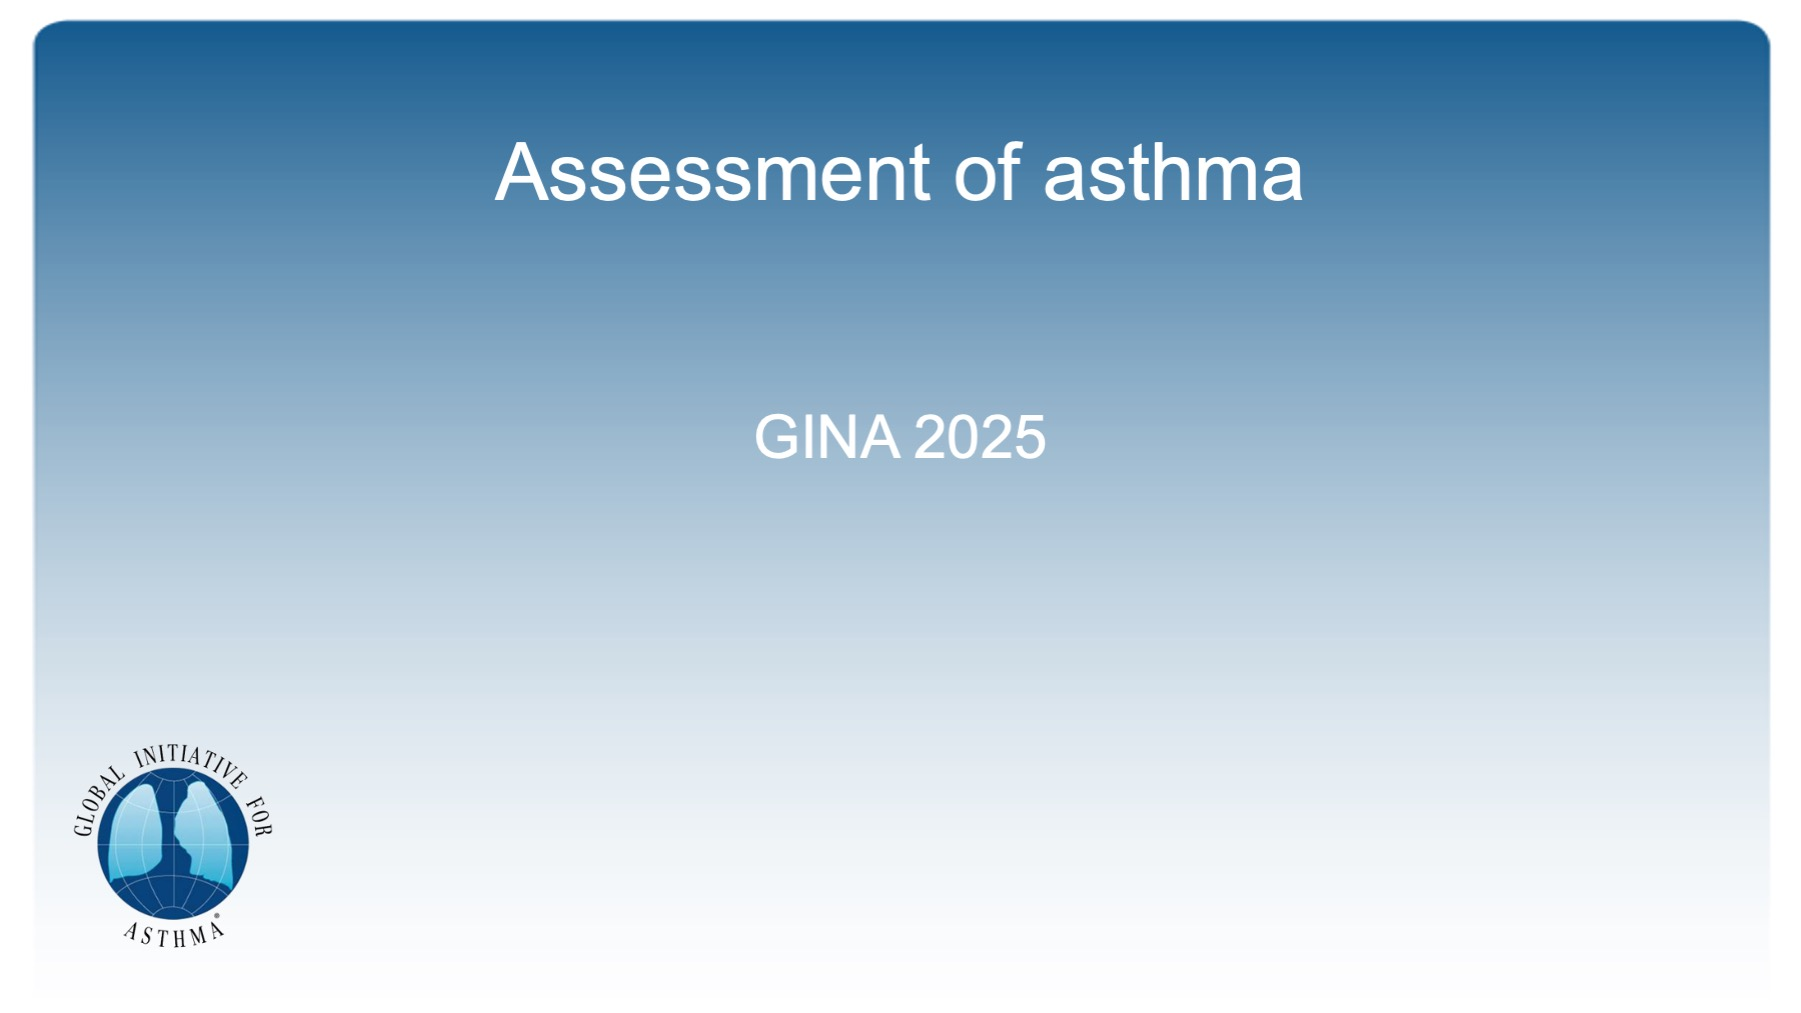 Assessment of asthma
GINA 2025
GLOBAL INITIATIVE FOR
ASTHMA